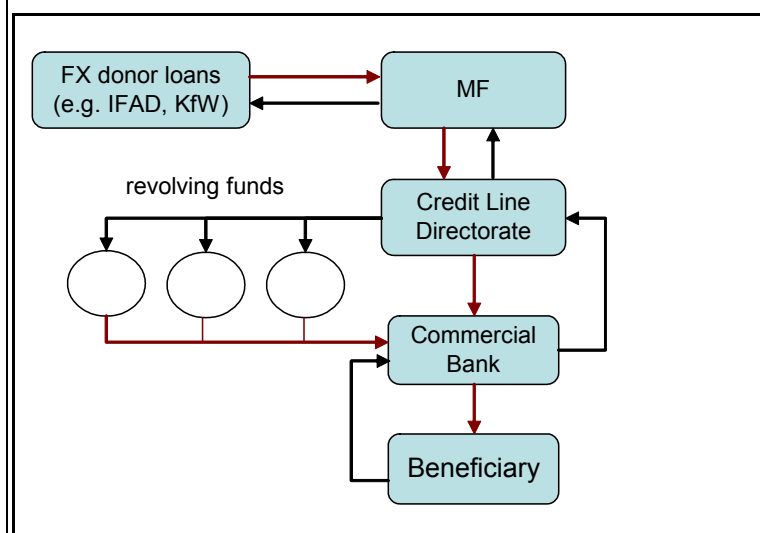 FX donor loans
(e.g. IFAD, KfW)
MF
revolving funds
Credit Line
Directorate
Commercial
Bank
Beneficiary